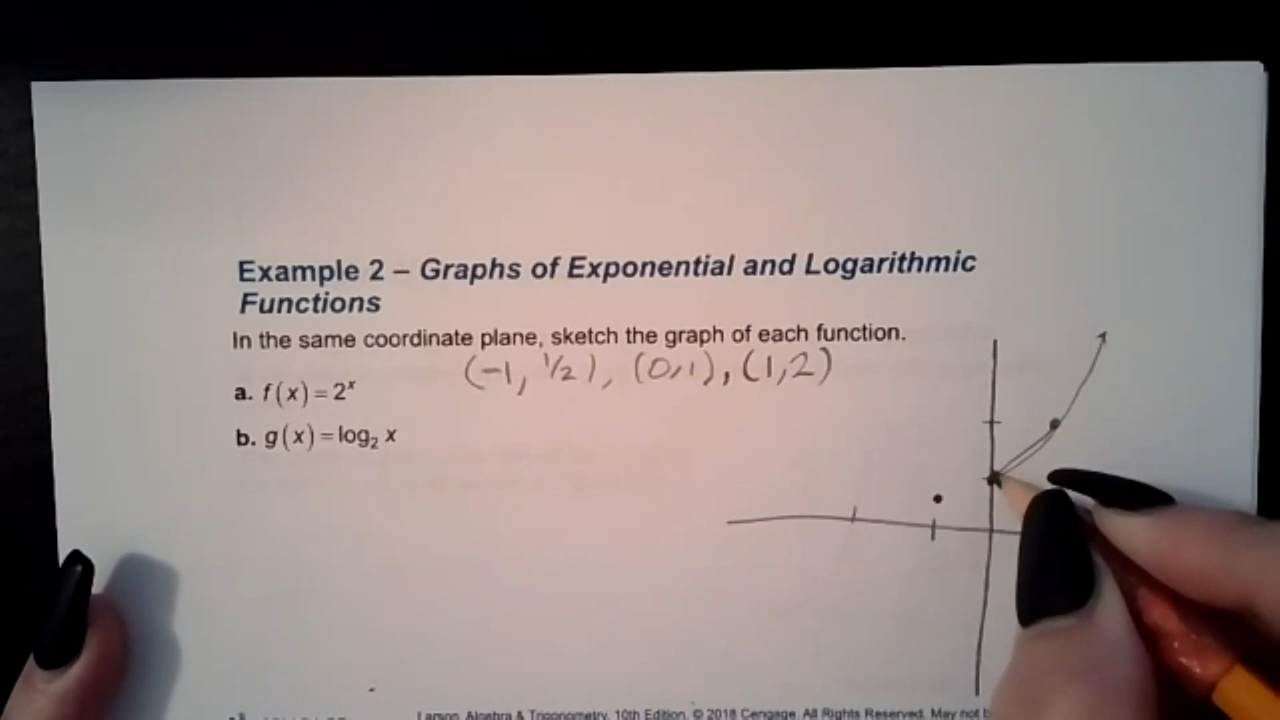 Example 2 – Graphs of Exponential and Logarithmic
Functions
In the same coordinate plane, sketch the graph of each function.
(-1, 1/2), (0,1), (1,2)
a. f(x) = 2ˣ
b. g(x) = log₂ x
Larson, Algebra & Trigonometry, 10th Edition. © 2018 Cengage. All Rights Reserved. May not